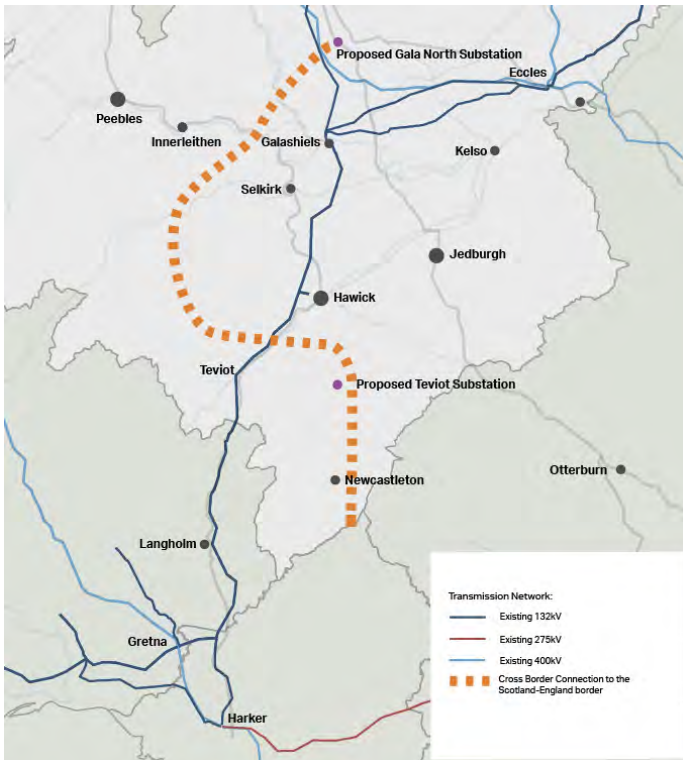 Proposed Gala North Substation
Eccles
Peebles
Innerleithen
Galashiels
Kelso
Selkirk
Jedburgh
Hawick
Teviot
Proposed Teviot Substation
Otterburn
Newcastleton
Langholm
Gretna
Harker
Transmission Network:
Existing 132kV
Existing 275kV
Existing 400kV
Cross Border Connection to the
Scotland-England border